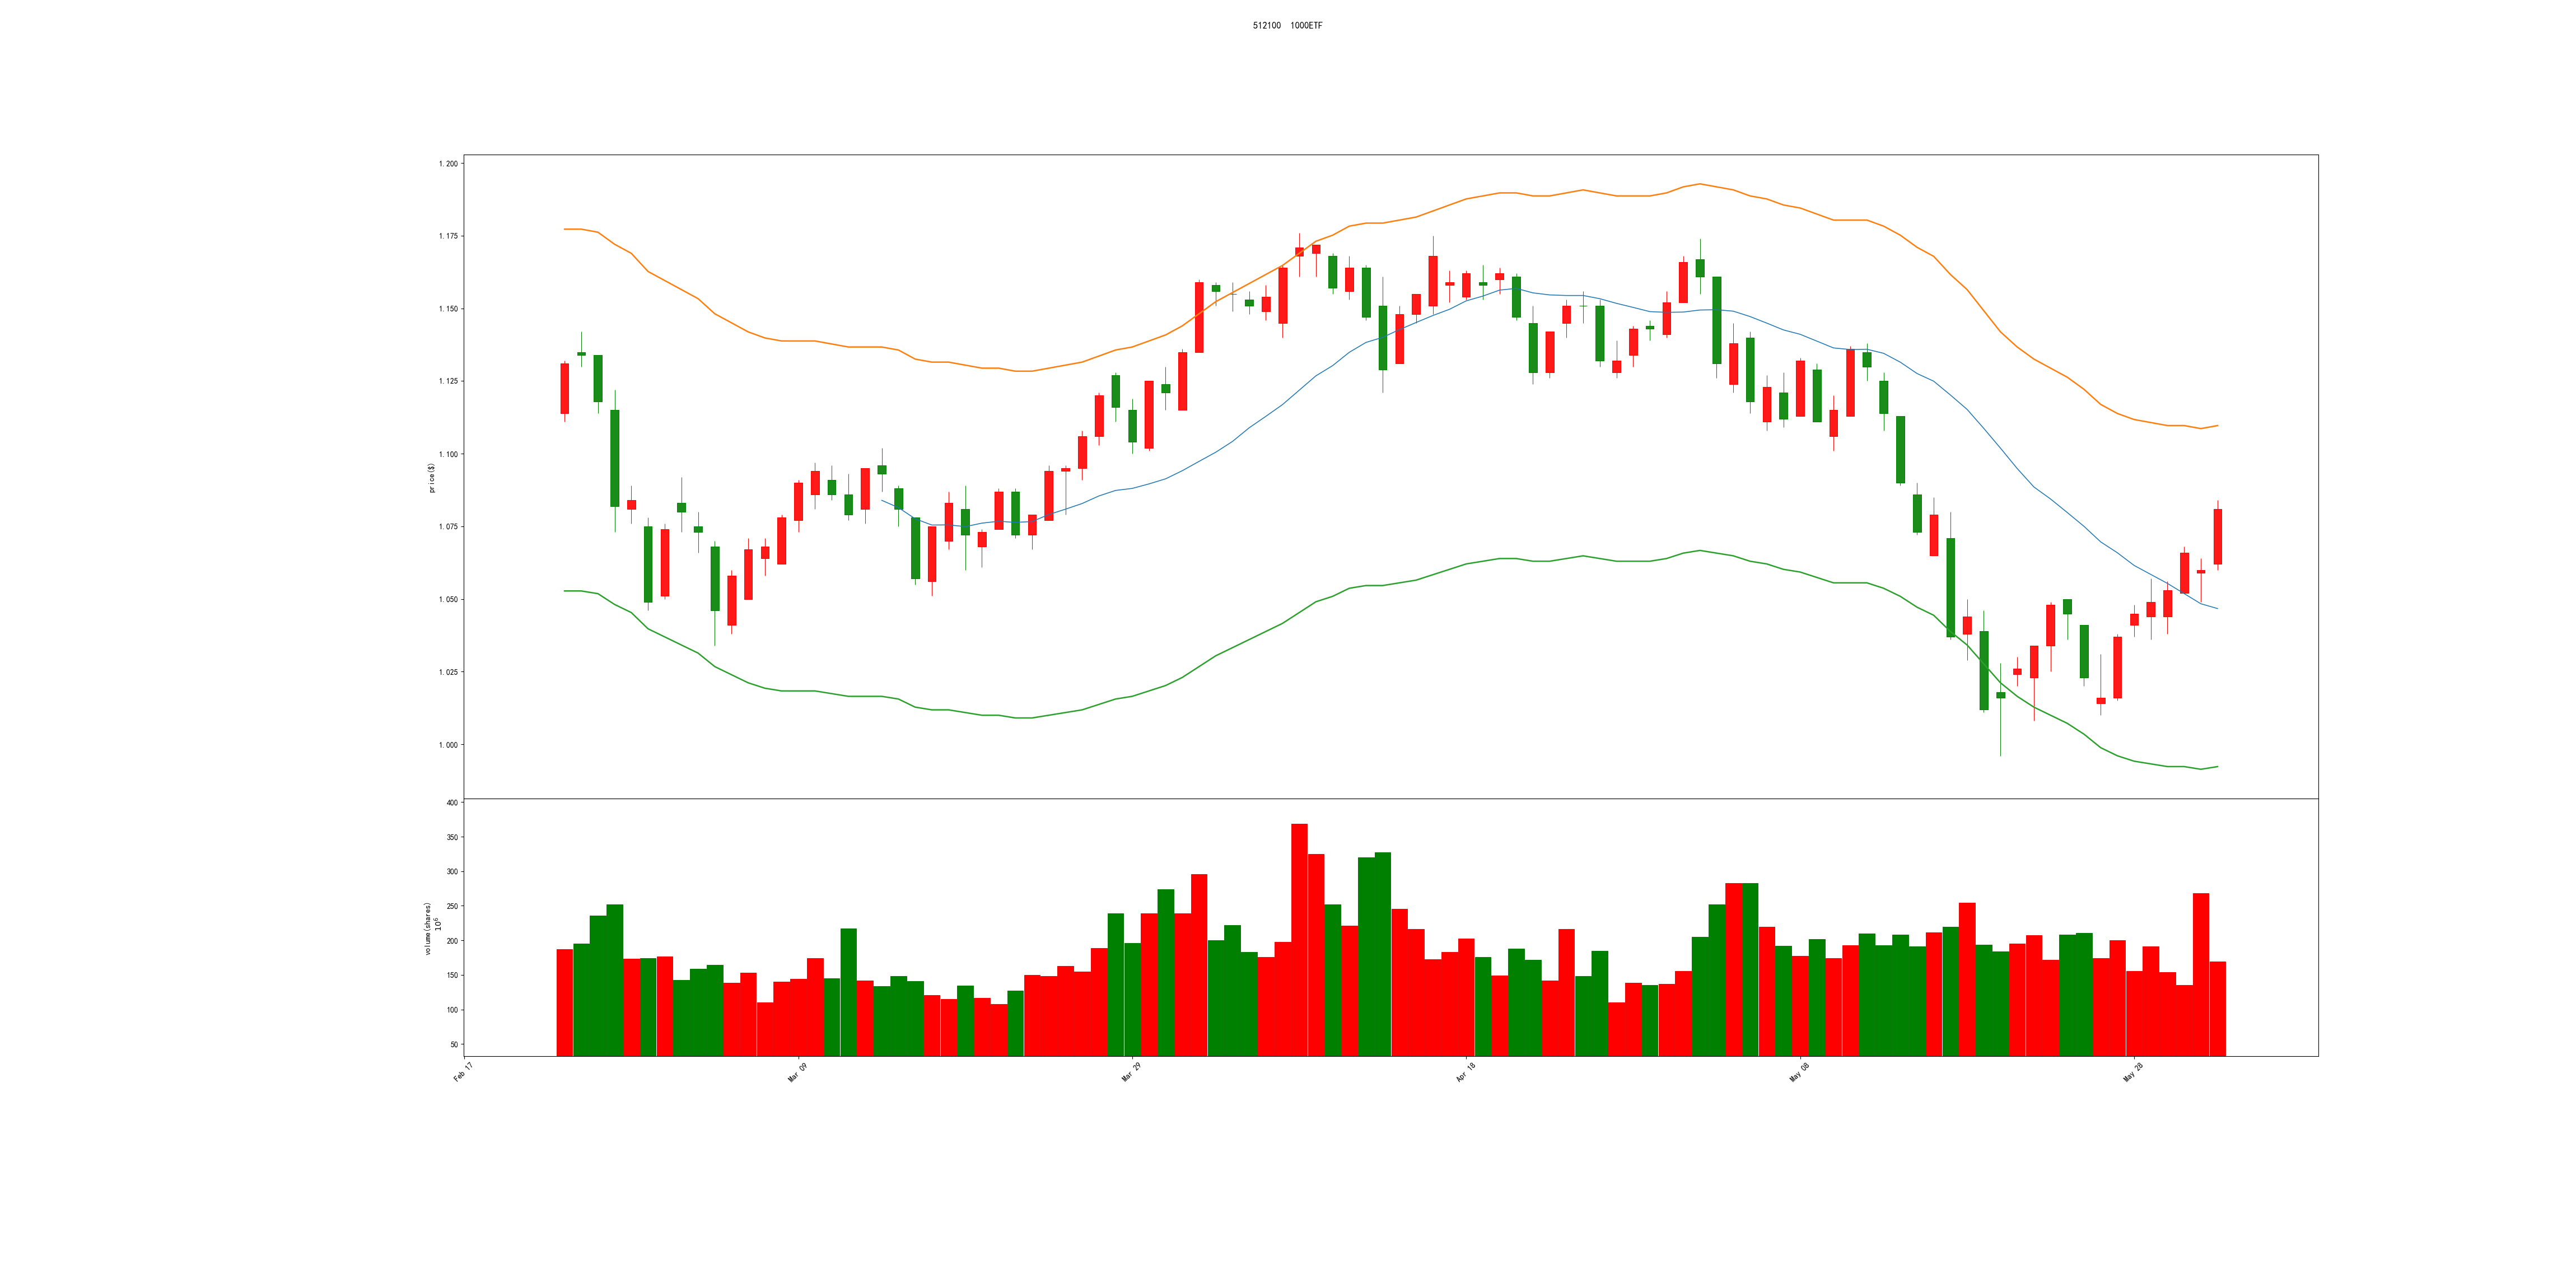 512100  1000ETF
price($)
1.200
1.175
1.150
1.125
1.100
1.075
1.050
1.025
1.000
volume(shares)
10⁶
400
350
300
250
200
150
100
50
Feb 17
Mar 09
Mar 29
Apr 18
May 08
May 28